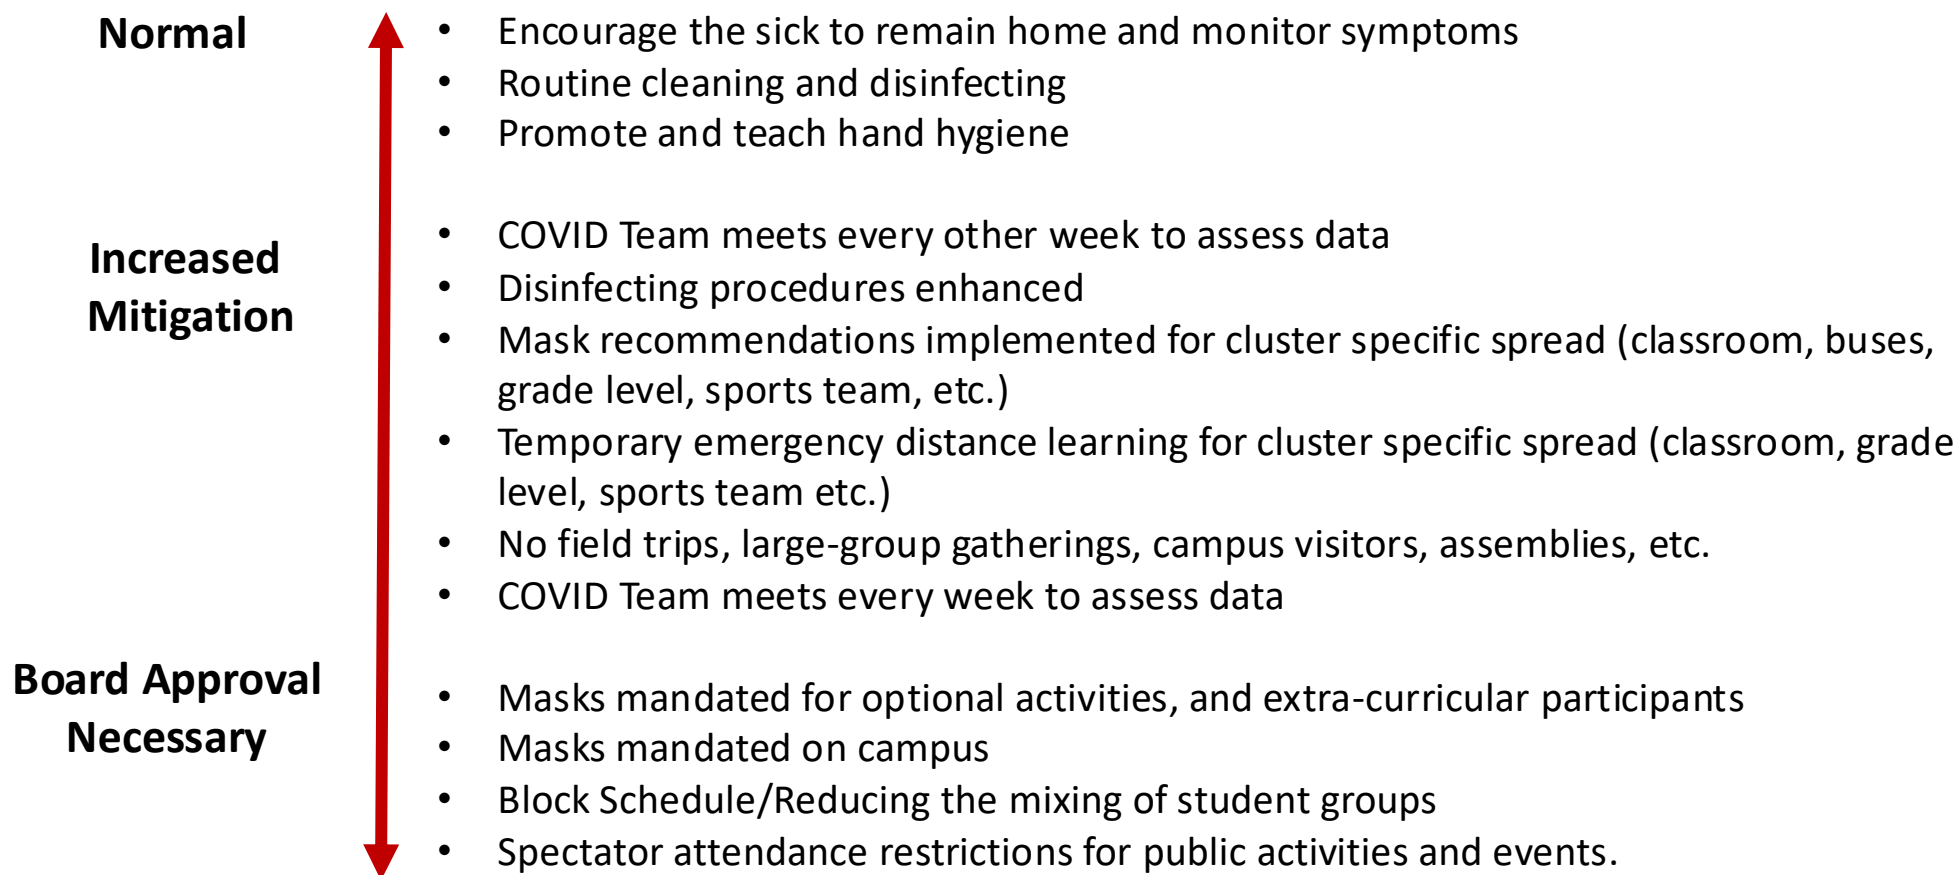 Normal
• Encourage the sick to remain home and monitor symptoms
• Routine cleaning and disinfecting
• Promote and teach hand hygiene
Increased
Mitigation
• COVID Team meets every other week to assess data
• Disinfecting procedures enhanced
• Mask recommendations implemented for cluster specific spread (classroom, buses,
grade level, sports team, etc.)
• Temporary emergency distance learning for cluster specific spread (classroom, grade
level, sports team etc.)
• No field trips, large-group gatherings, campus visitors, assemblies, etc.
• COVID Team meets every week to assess data
Board Approval
Necessary
• Masks mandated for optional activities, and extra-curricular participants
• Masks mandated on campus
• Block Schedule/Reducing the mixing of student groups
• Spectator attendance restrictions for public activities and events.